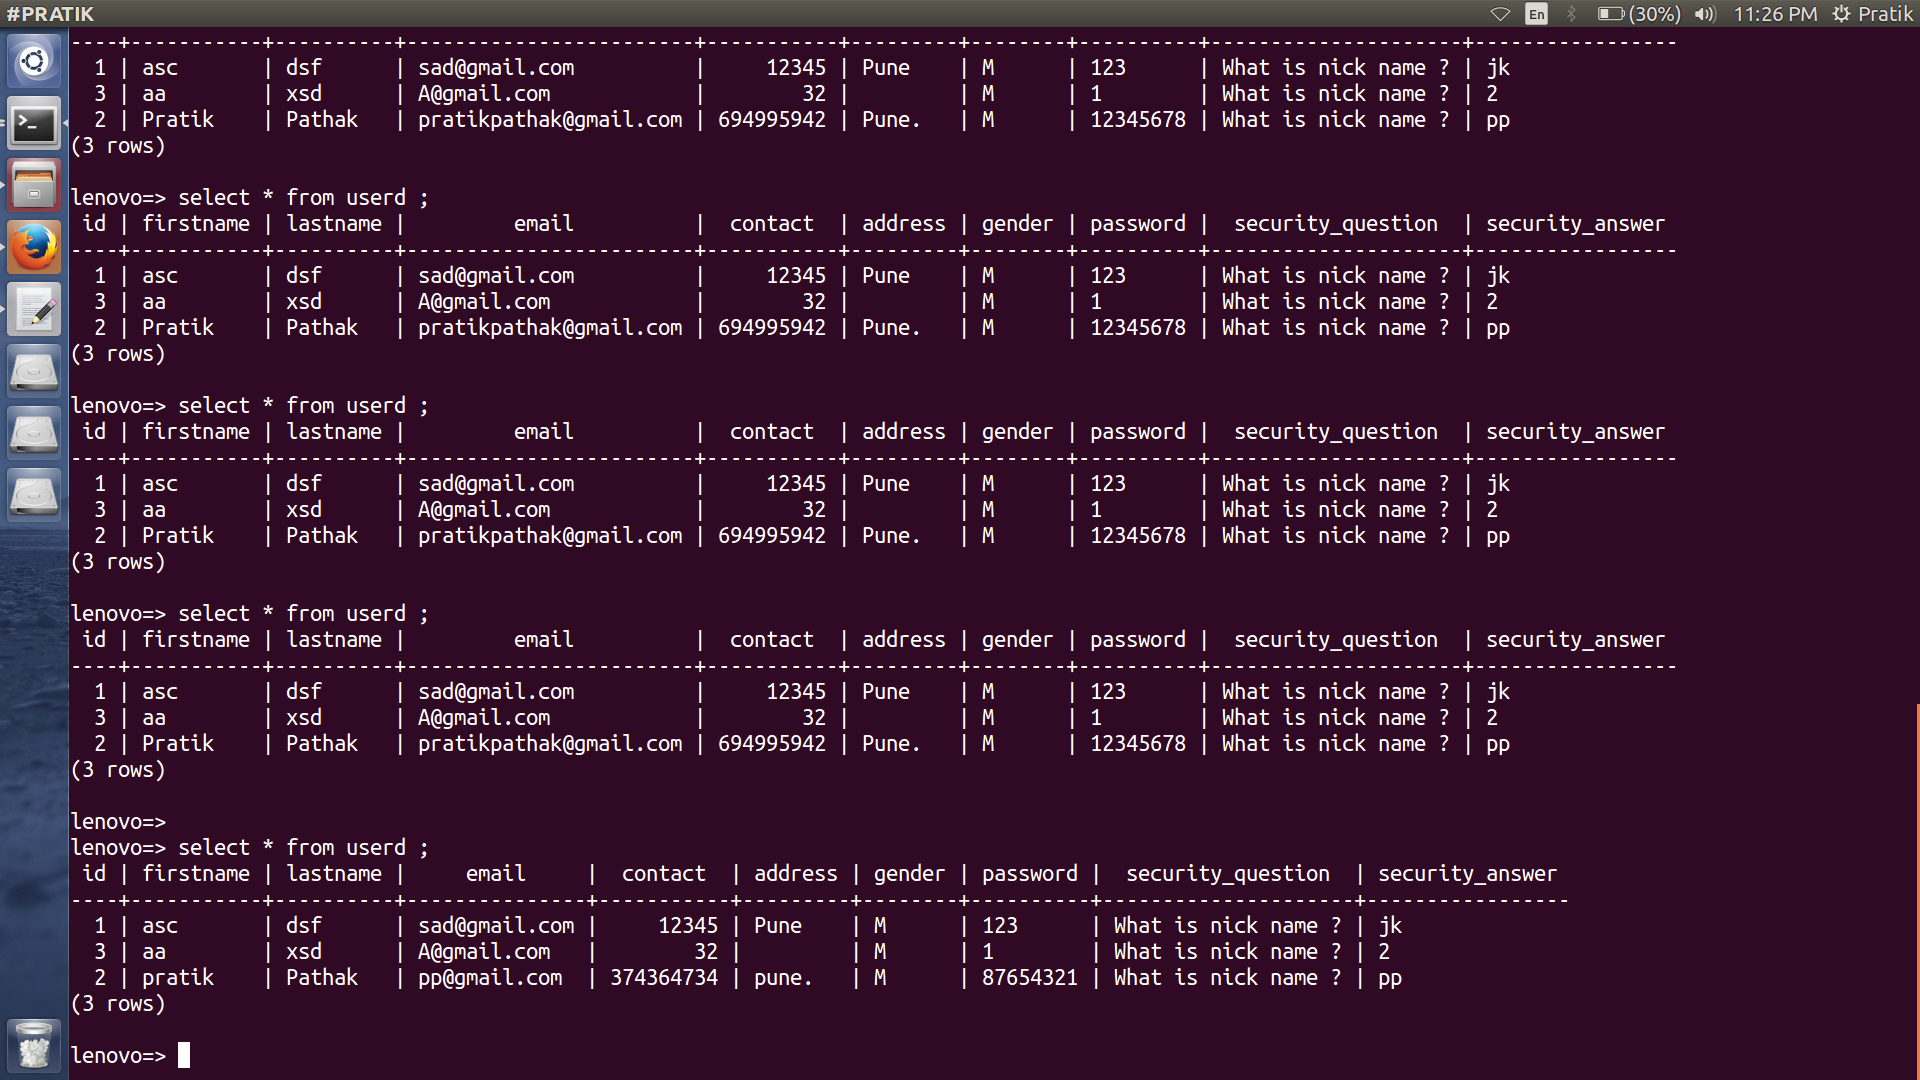 #PRATIK En (30%) 11:26 PM Pratik
----+-----------+----------+------------------------+-----------+---------+--------+----------+---------------------+-----------------
  1 | asc       | dsf      | sad@gmail.com          |     12345 | Pune    | M      | 123      | What is nick name ? | jk
  3 | aa        | xsd      | A@gmail.com            |        32 |         | M      | 1        | What is nick name ? | 2
  2 | Pratik    | Pathak   | pratikpathak@gmail.com | 694995942 | Pune.   | M      | 12345678 | What is nick name ? | pp
(3 rows)

lenovo=> select * from userd ;
 id | firstname | lastname |         email          |  contact  | address | gender | password |  security_question  | security_answer
----+-----------+----------+------------------------+-----------+---------+--------+----------+---------------------+-----------------
  1 | asc       | dsf      | sad@gmail.com          |     12345 | Pune    | M      | 123      | What is nick name ? | jk
  3 | aa        | xsd      | A@gmail.com            |        32 |         | M      | 1        | What is nick name ? | 2
  2 | Pratik    | Pathak   | pratikpathak@gmail.com | 694995942 | Pune.   | M      | 12345678 | What is nick name ? | pp
(3 rows)

lenovo=> select * from userd ;
 id | firstname | lastname |         email          |  contact  | address | gender | password |  security_question  | security_answer
----+-----------+----------+------------------------+-----------+---------+--------+----------+---------------------+-----------------
  1 | asc       | dsf      | sad@gmail.com          |     12345 | Pune    | M      | 123      | What is nick name ? | jk
  3 | aa        | xsd      | A@gmail.com            |        32 |         | M      | 1        | What is nick name ? | 2
  2 | Pratik    | Pathak   | pratikpathak@gmail.com | 694995942 | Pune.   | M      | 12345678 | What is nick name ? | pp
(3 rows)

lenovo=> select * from userd ;
 id | firstname | lastname |         email          |  contact  | address | gender | password |  security_question  | security_answer
----+-----------+----------+------------------------+-----------+---------+--------+----------+---------------------+-----------------
  1 | asc       | dsf      | sad@gmail.com          |     12345 | Pune    | M      | 123      | What is nick name ? | jk
  3 | aa        | xsd      | A@gmail.com            |        32 |         | M      | 1        | What is nick name ? | 2
  2 | Pratik    | Pathak   | pratikpathak@gmail.com | 694995942 | Pune.   | M      | 12345678 | What is nick name ? | pp
(3 rows)

lenovo=>
lenovo=> select * from userd ;
 id | firstname | lastname |     email     |  contact  | address | gender | password |  security_question  | security_answer
----+-----------+----------+---------------+-----------+---------+--------+----------+---------------------+-----------------
  1 | asc       | dsf      | sad@gmail.com |     12345 | Pune    | M      | 123      | What is nick name ? | jk
  3 | aa        | xsd      | A@gmail.com   |        32 |         | M      | 1        | What is nick name ? | 2
  2 | pratik    | Pathak   | pp@gmail.com  | 374364734 | pune.   | M      | 87654321 | What is nick name ? | pp
(3 rows)

lenovo=>